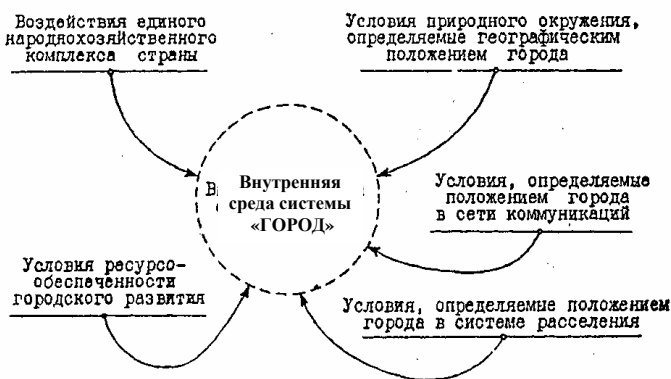 Воздействия единого
народнохозяйственного
комплекса страны
Условия природного окружения,
определяемые географическим
положением города
Внутренняя
среда системы
«ГОРОД»
Условия, определяемые
положением города
в сети коммуникаций
Условия ресурсо-
обеспеченности
городского развития
Условия, определяемые положением
города в системе расселения